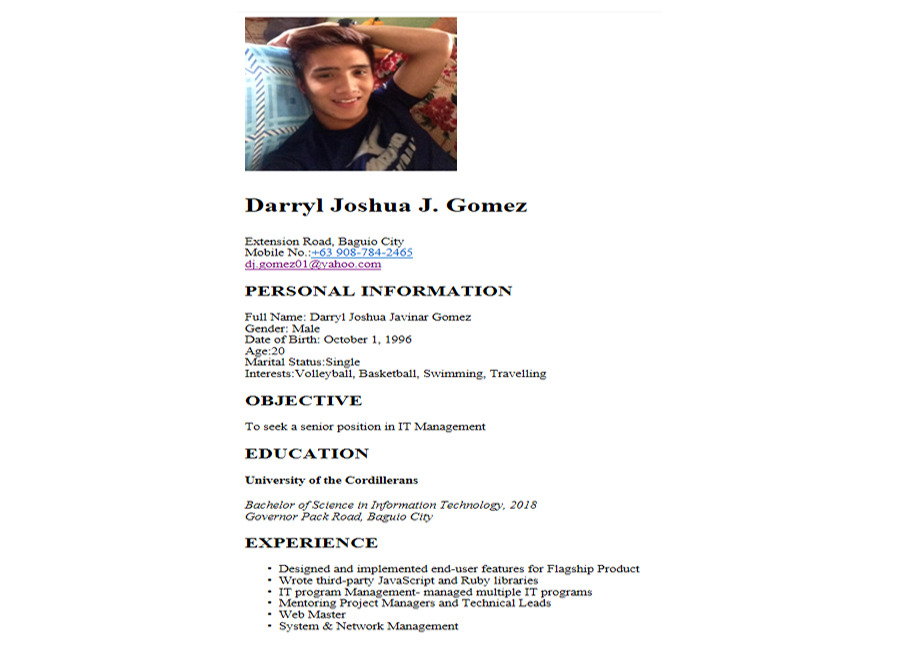 Darryl Joshua J. Gomez
Extension Road, Baguio City
Mobile No.:+63 908-784-2465
dj.gomez01@yahoo.com
PERSONAL INFORMATION
Full Name: Darryl Joshua Javinar Gomez
Gender: Male
Date of Birth: October 1, 1996
Age:20
Marital Status:Single
Interests:Volleyball, Basketball, Swimming, Travelling
OBJECTIVE
To seek a senior position in IT Management
EDUCATION
University of the Cordillerans
Bachelor of Science in Information Technology, 2018
Governor Pack Road, Baguio City
EXPERIENCE
• Designed and implemented end-user features for Flagship Product
• Wrote third-party JavaScript and Ruby libraries
• IT program Management- managed multiple IT programs
• Mentoring Project Managers and Technical Leads
• Web Master
• System & Network Management